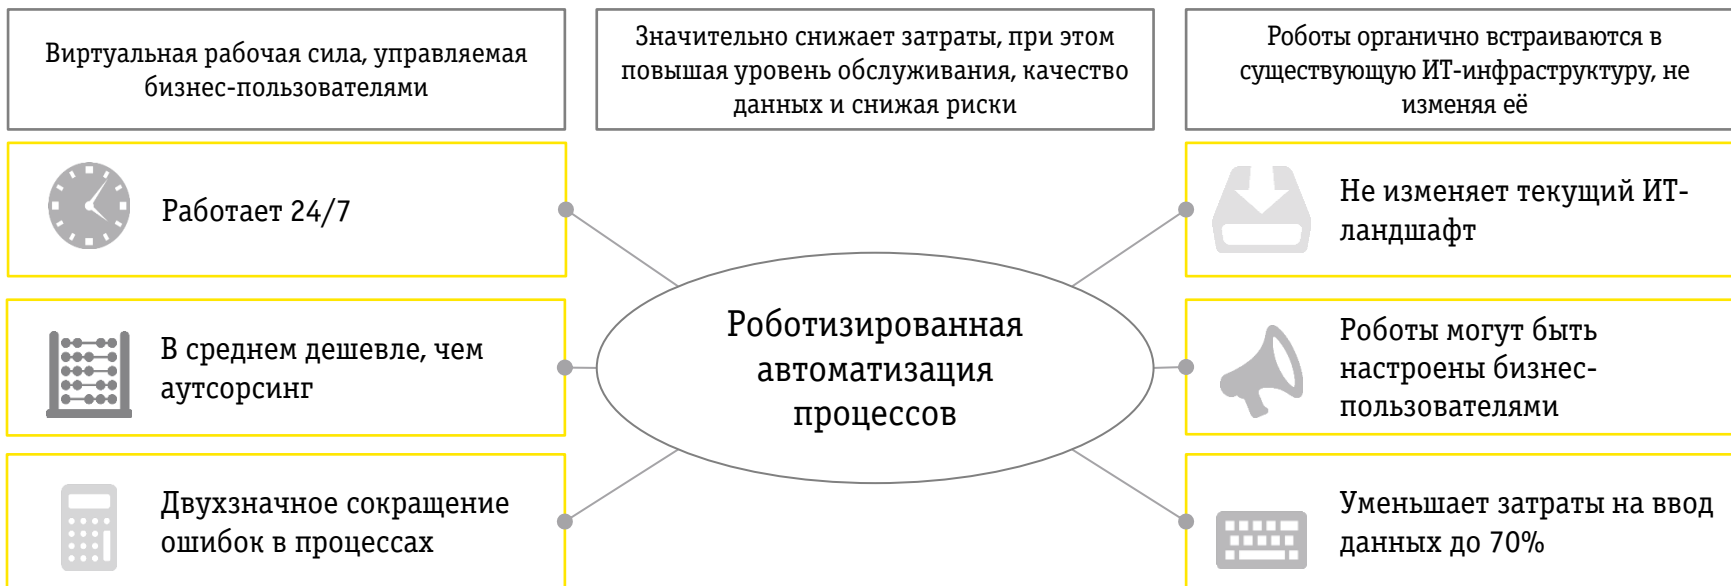 Виртуальная рабочая сила, управляемая
бизнес-пользователями
Значительно снижает затраты, при этом
повышая уровень обслуживания, качество
данных и снижая риски
Роботы органично встраиваются в
существующую ИТ-инфраструктуру, не
изменяя её
Работает 24/7
В среднем дешевле, чем
аутсорсинг
Двухзначное сокращение
ошибок в процессах
Роботизированная
автоматизация
процессов
Не изменяет текущий ИТ-
ландшафт
Роботы могут быть
настроены бизнес-
пользователями
Уменьшает затраты на ввод
данных до 70%